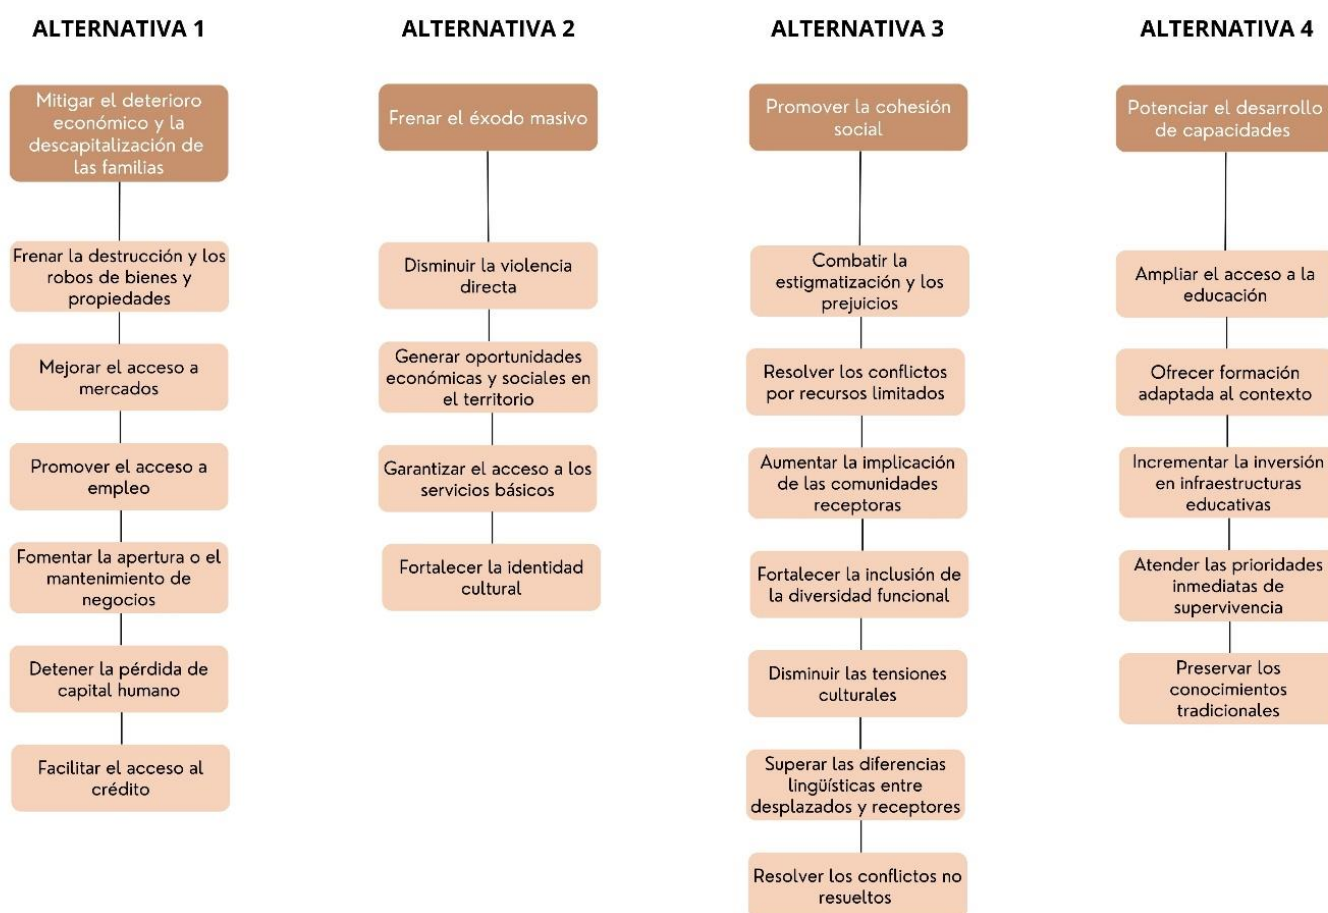 ALTERNATIVA 1
Mitigar el deterioro
económico y la
descapitalización de
las familias
Frenar la destrucción y los
robos de bienes y
propiedades
Mejorar el acceso a
mercados
Promover el acceso a
empleo
Fomentar la apertura o el
mantenimiento de
negocios
Detener la pérdida de
capital humano
Facilitar el acceso al
crédito
ALTERNATIVA 2
Frenar el éxodo masivo
Disminuir la violencia
directa
Generar oportunidades
económicas y sociales en
el territorio
Garantizar el acceso a los
servicios básicos
Fortalecer la identidad
cultural
ALTERNATIVA 3
Promover la cohesión
social
Combatir la
estigmatización y los
prejuicios
Resolver los conflictos
por recursos limitados
Aumentar la implicación
de las comunidades
receptoras
Fortalecer la inclusión de
la diversidad funcional
Disminuir las tensiones
culturales
Superar las diferencias
lingüísticas entre
desplazados y receptores
Resolver los conflictos no
resueltos
ALTERNATIVA 4
Potenciar el desarrollo
de capacidades
Ampliar el acceso a la
educación
Ofrecer formación
adaptada al contexto
Incrementar la inversión
en infraestructuras
educativas
Atender las prioridades
inmediatas de
supervivencia
Preservar los
conocimientos
tradicionales